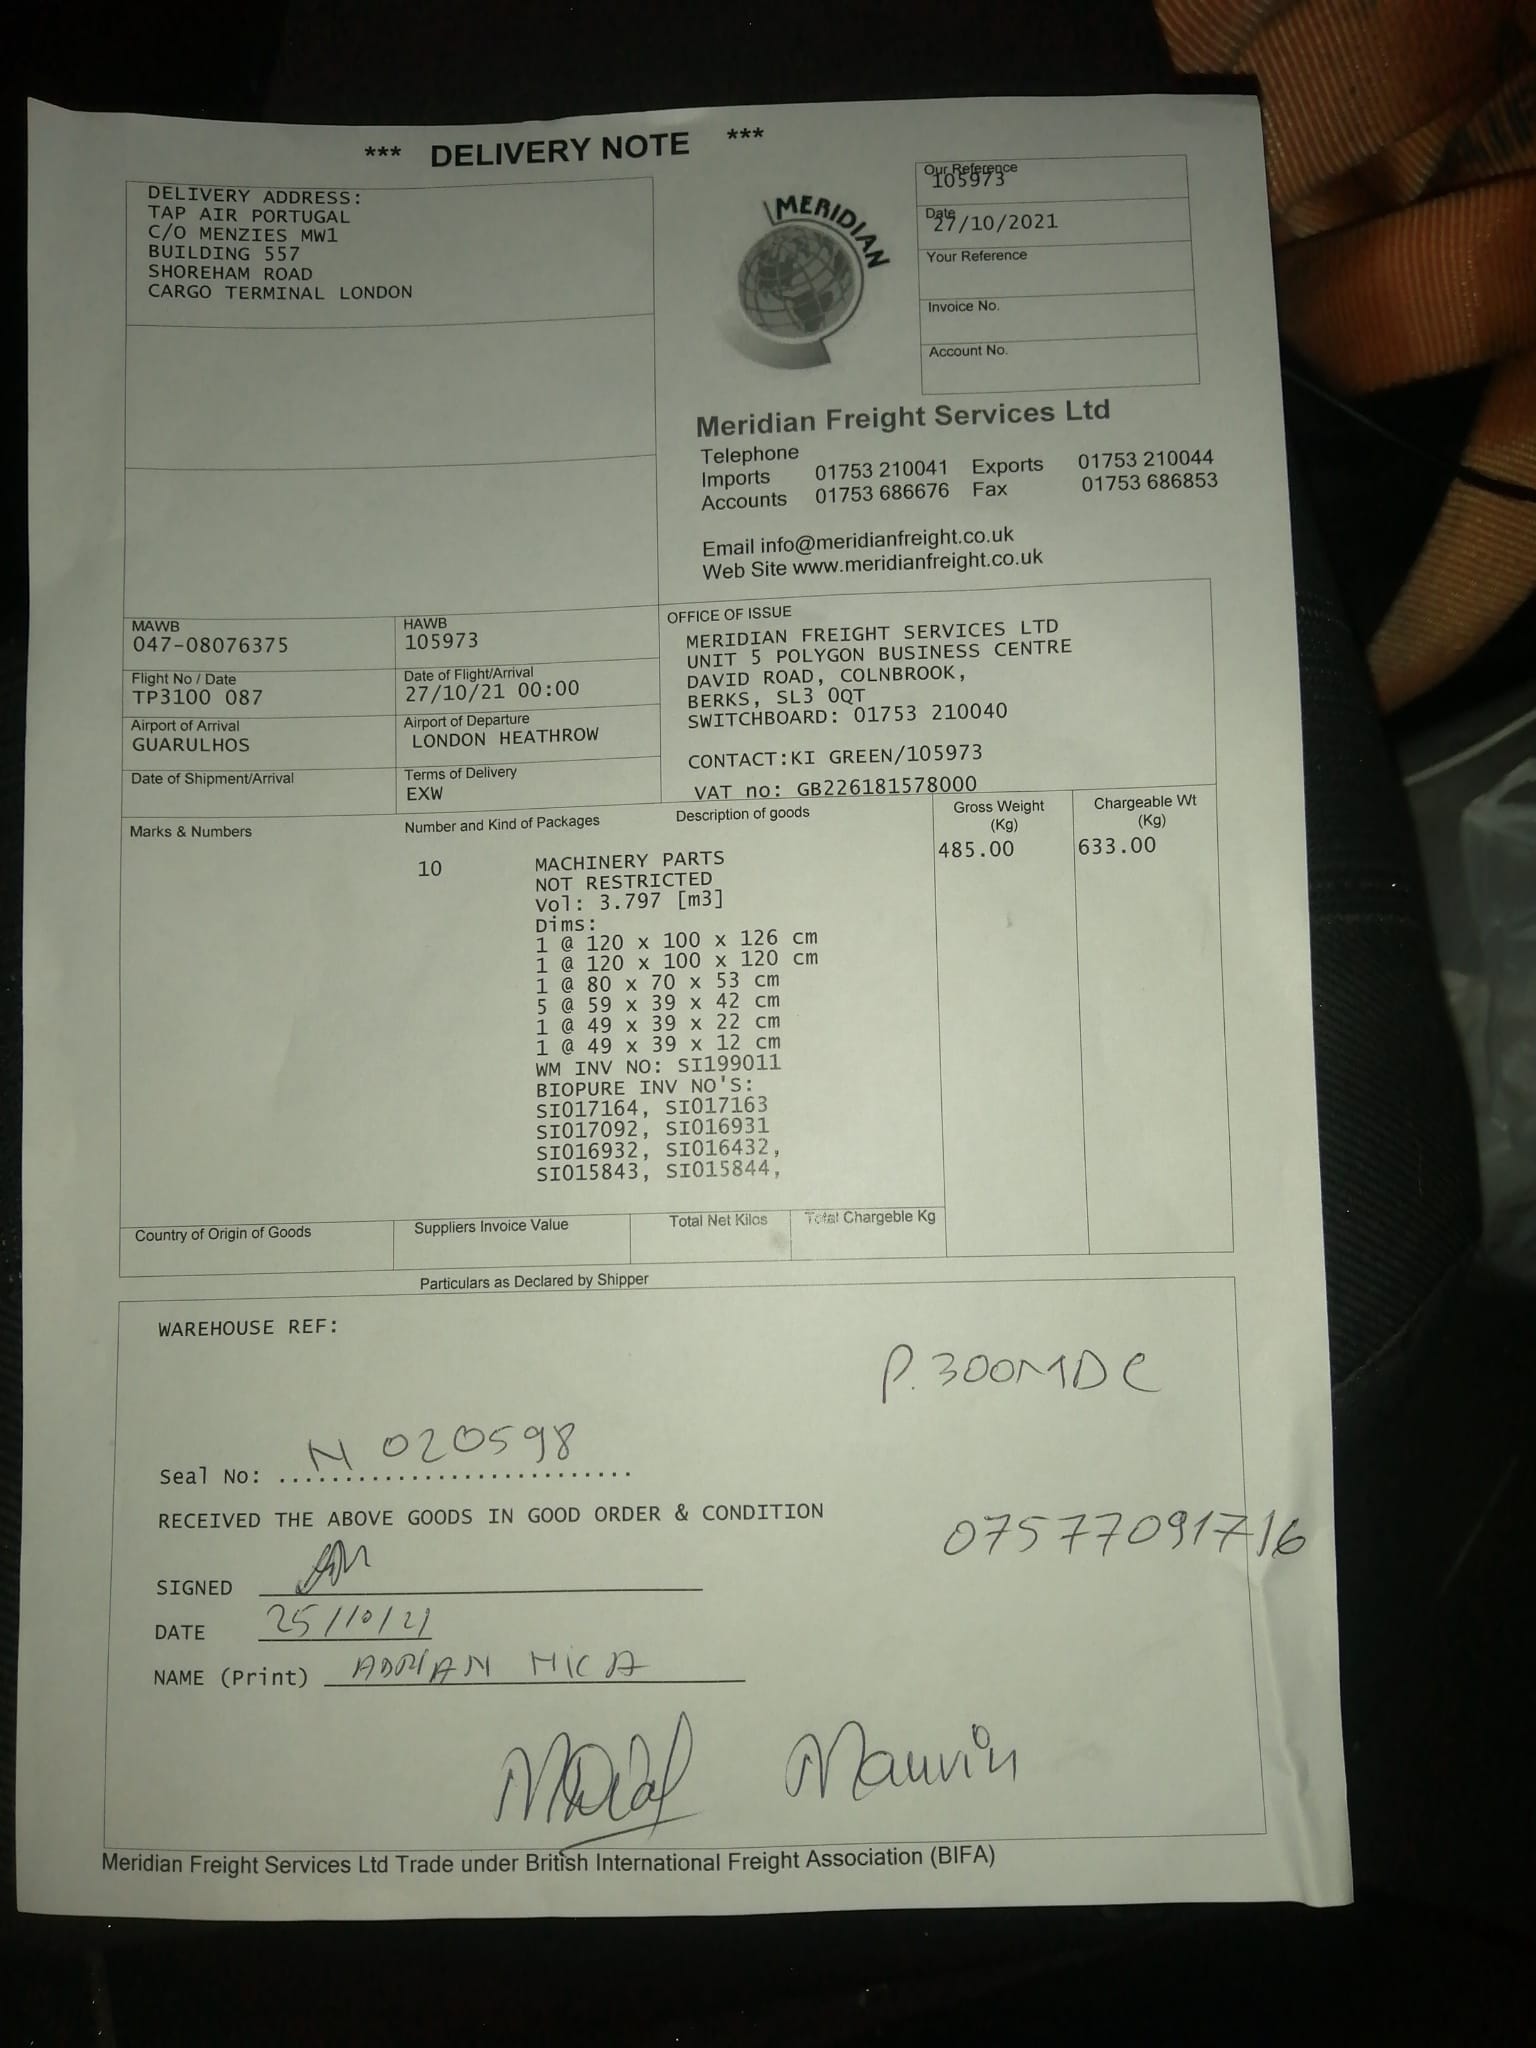 *** DELIVERY NOTE ***
DELIVERY ADDRESS:
TAP AIR PORTUGAL
C/O MENZIES MW1
BUILDING 557
SHOREHAM ROAD
CARGO TERMINAL LONDON
MERIDIAN
Our Reference
105973
Date
27/10/2021
Your Reference
Invoice No.
Account No.
Meridian Freight Services Ltd
Telephone
Imports 01753 210041 Exports 01753 210044
Accounts 01753 686676 Fax 01753 686853
Email info@meridianfreight.co.uk
Web Site www.meridianfreight.co.uk
MAWB
047-08076375
HAWB
105973
Flight No / Date
TP3100 087
Date of Flight/Arrival
27/10/21 00:00
Airport of Arrival
GUARULHOS
Airport of Departure
LONDON HEATHROW
Date of Shipment/Arrival
Terms of Delivery
EXW
OFFICE OF ISSUE
MERIDIAN FREIGHT SERVICES LTD
UNIT 5 POLYGON BUSINESS CENTRE
DAVID ROAD, COLNBROOK,
BERKS, SL3 0QT
SWITCHBOARD: 01753 210040
CONTACT:KI GREEN/105973
VAT no: GB226181578000
Marks & Numbers
Number and Kind of Packages
Description of goods
Gross Weight
(Kg)
Chargeable Wt
(Kg)
10
MACHINERY PARTS
485.00
633.00
NOT RESTRICTED
Vol: 3.797 [m3]
Dims:
1 @ 120 x 100 x 126 cm
1 @ 120 x 100 x 120 cm
1 @ 80 x 70 x 53 cm
5 @ 59 x 39 x 42 cm
1 @ 49 x 39 x 22 cm
1 @ 49 x 39 x 12 cm
WM INV NO: SI199011
BIOPURE INV NO'S:
SI017164, SI017163
SI017092, SI016931
SI016932, SI016432,
SI015843, SI015844,
Country of Origin of Goods
Suppliers Invoice Value
Total Net Kilos
Total Chargeble Kg
Particulars as Declared by Shipper
WAREHOUSE REF:
P.300MDC
Seal No: N 020598
RECEIVED THE ABOVE GOODS IN GOOD ORDER & CONDITION
07577091716
SIGNED
DATE 25/10/21
NAME (Print) ADRIAN MICA
Meridian Freight Services Ltd Trade under British International Freight Association (BIFA)